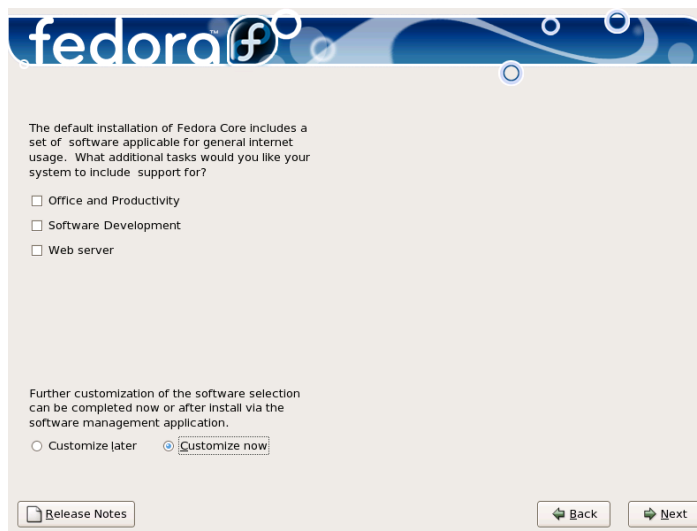 fedora™ f
The default installation of Fedora Core includes a
set of software applicable for general internet
usage. What additional tasks would you like your
system to include support for?
Office and Productivity
Software Development
Web server
Further customization of the software selection
can be completed now or after install via the
software management application.
Customize later Customize now
Release Notes Back Next